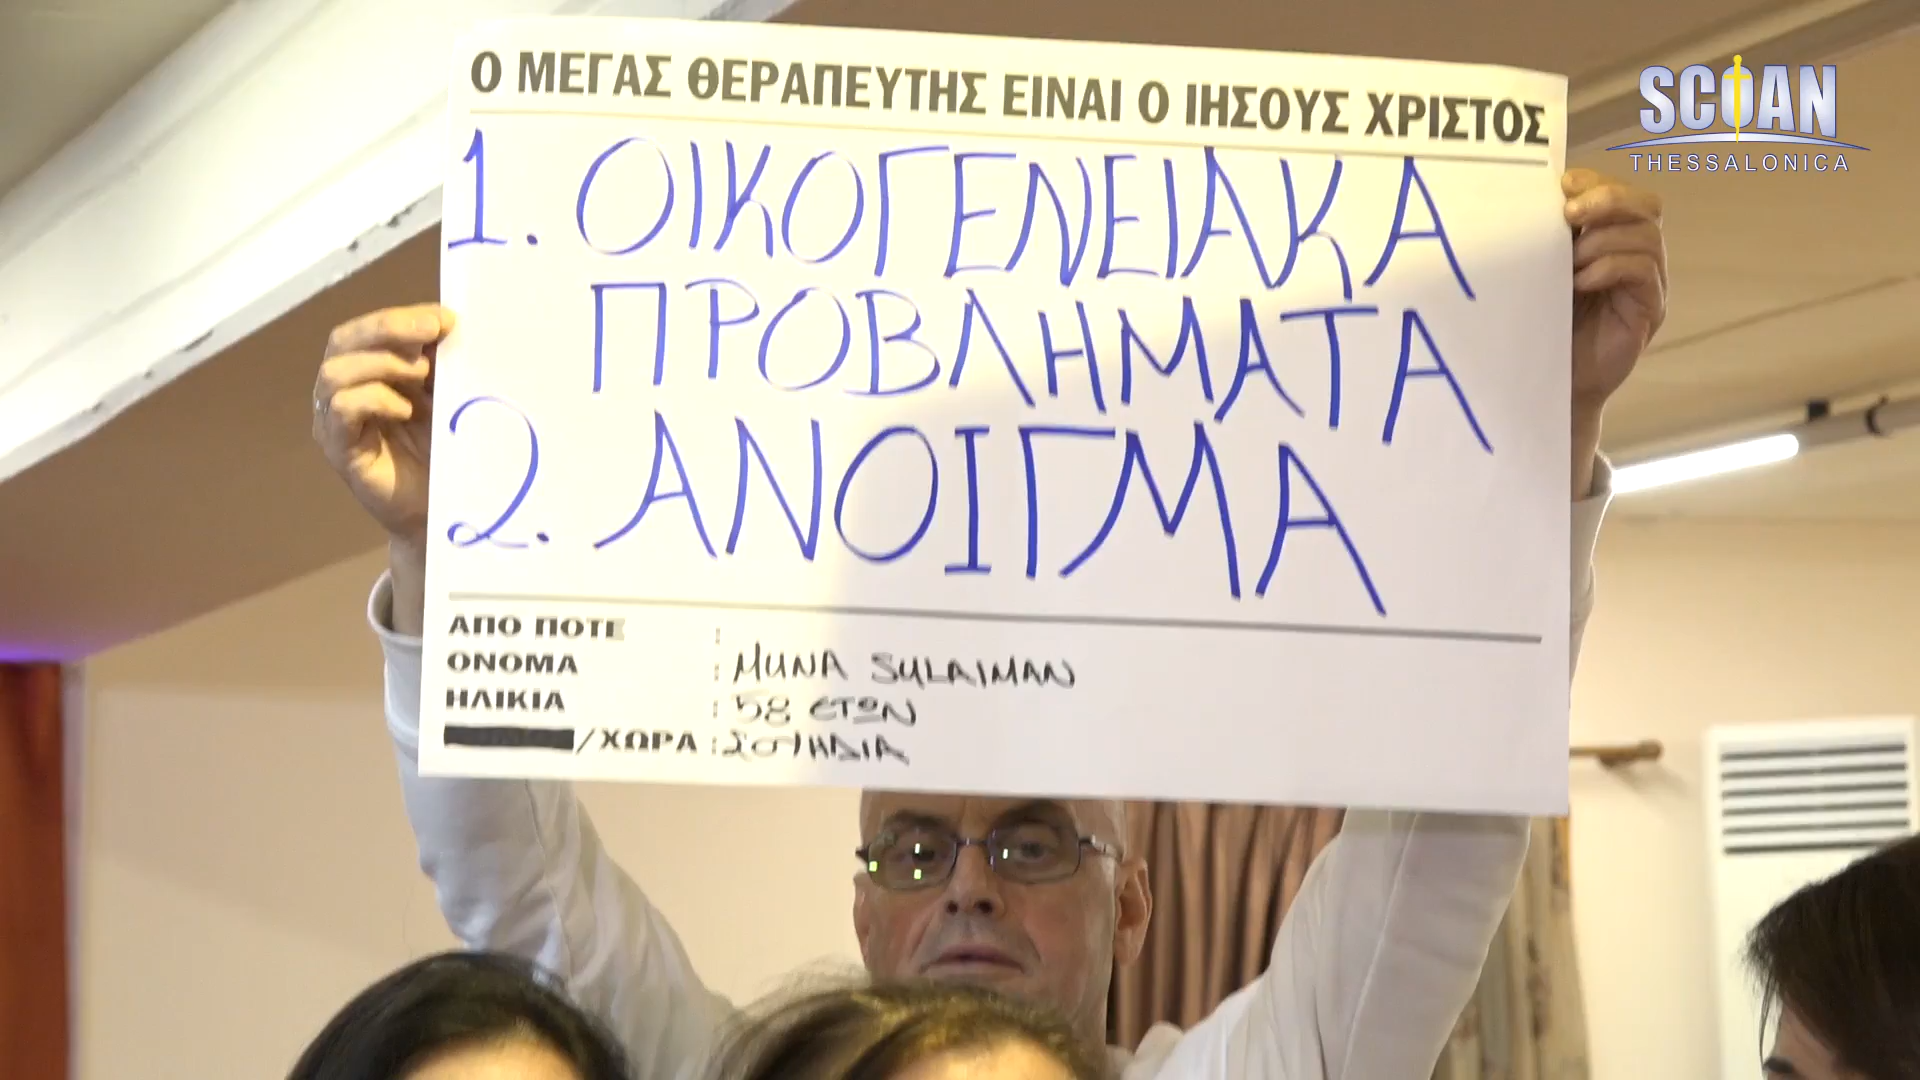 Ο ΜΕΓΑΣ ΘΕΡΑΠΕΥΤΗΣ ΕΙΝΑΙ Ο ΙΗΣΟΥΣ ΧΡΙΣΤΟΣ
1. ΟΙΚΟΓΕΝΕΙΑΚΑ
ΠΡΟΒΛΗΜΑΤΑ
2. ΑΝΟΙΓΜΑ
ΑΠΟ ΠΟΤΕ :
ΟΝΟΜΑ : MUNA SULAIMAN
ΗΛΙΚΙΑ : 58 ΕΤΩΝ
/ΧΩΡΑ : ΣΟΥΗΔΙΑ
SCOAN
THESSALONICA